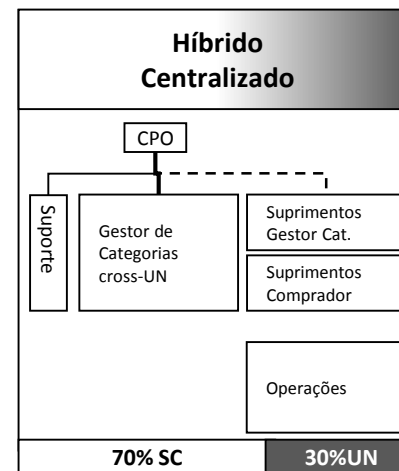 Híbrido
Centralizado
CPO
Suporte
Gestor de
Categorias
cross-UN
Suprimentos
Gestor Cat.
Suprimentos
Comprador
Operações
70% SC
30%UN